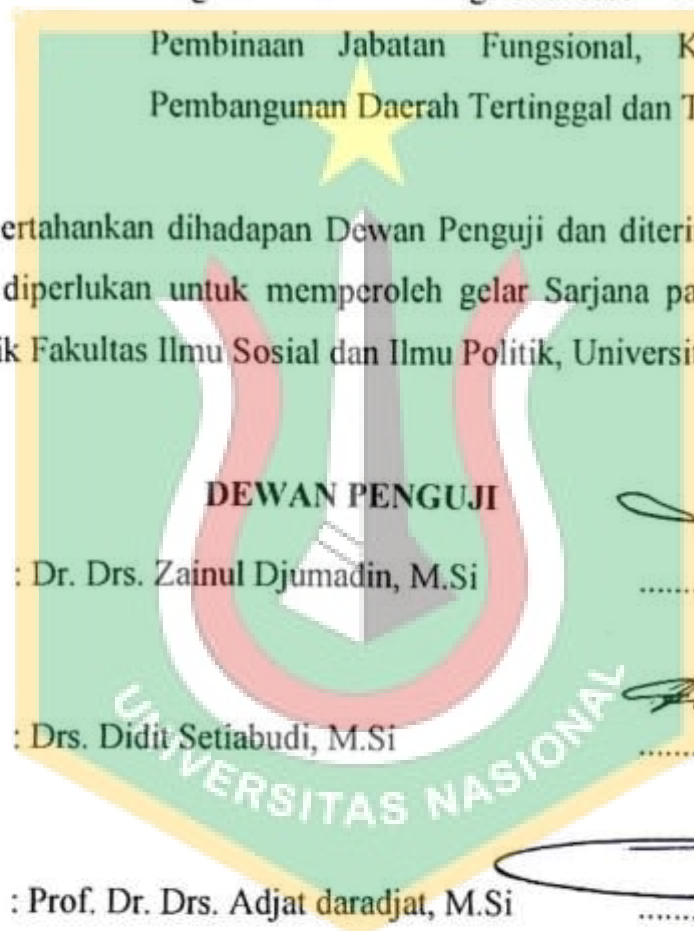 Pembinaan Jabatan Fungsional, K
Pembangunan Daerah Tertinggal dan T
ertahankan dihadapan Dewan Penguji dan diteri
diperlukan untuk memperoleh gelar Sarjana pa
ik Fakultas Ilmu Sosial dan Ilmu Politik, Universit
DEWAN PENGUJI
: Dr. Drs. Zainul Djumadin, M.Si ......
: Drs. Didit Setiabudi, M.Si ......
UNIVERSITAS NASIONAL
: Prof. Dr. Drs. Adjat daradjat, M.Si ......